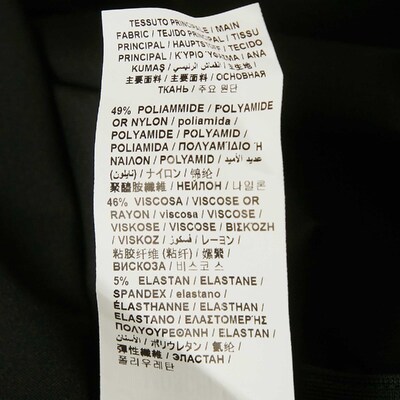 TESSUTO PRINCIPALE / MAIN
FABRIC / TEJIDO PRINCIPAL / TISSU
PRINCIPAL / HAUPTSTOFF / TECIDO
PRINCIPAL / ΚΥΡΙΟ ΥΦΑΣΜΑ / ANA
KUMAŞ / القماش الرئيسي /
主要面料 / 主要面料 / ОСНОВНАЯ
ТКАНЬ / 주요 원단
49% POLIAMMIDE / POLYAMIDE
OR NYLON / poliamida /
POLYAMIDE / POLYAMID /
POLIAMIDA / ΠΟΛΥΑΜΙΔΙΟ Ή
ΝΑΪΛΟΝ / POLYAMID / عديد الأميد
(نايلون) / ナイロン / 锦纶 /
聚醯胺纖維 / НЕЙЛОН / 나일론
46% VISCOSA / VISCOSE OR
RAYON / viscosa / VISCOSE /
VISKOSE / VISCOSE / ΒΙΣΚΟΖΗ
/ VISKOZ / فسكوز / レーヨン /
粘胶纤维 (粘纤) / 嫘縈 /
ВИСКОЗА / 비스코스
5% ELASTAN / ELASTANE /
SPANDEX / elastano /
ÉLASTHANNE / ELASTHAN /
ELASTANO / ΕΛΑΣΤΟΜΕΡΗΣ
ΠΟΛΥΟΥΡΕΘΑΝΗ / ELASTAN /
الأستان / ポリウレタン / 氨纶 /
彈性纖維 / ЭЛАСТАН /
폴리우레탄